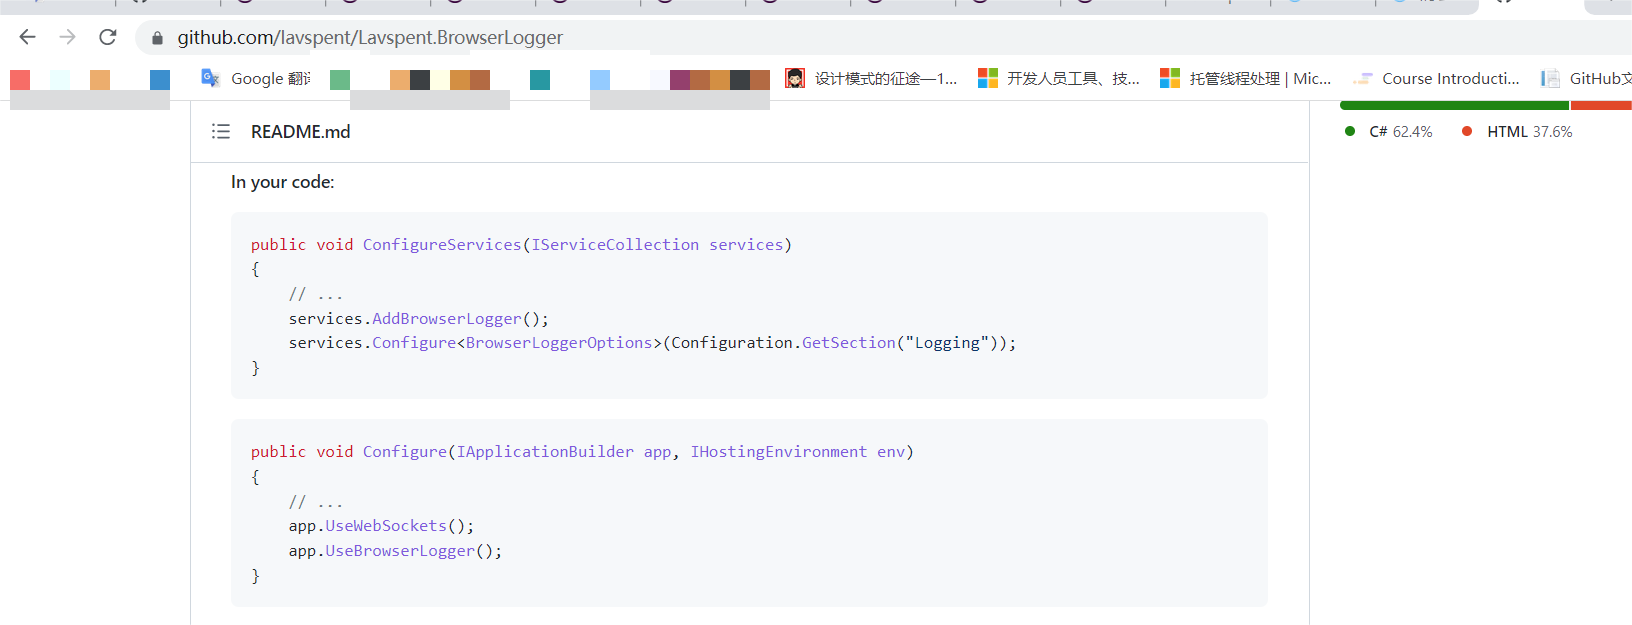 github.com/lavspent/Lavspent.BrowserLogger
Google 翻译
设计模式的征途—1...
开发人员工具、技...
托管线程处理 | Mic...
Course Introducti...
GitHub文
README.md
C# 62.4%
HTML 37.6%
In your code:
public void ConfigureServices(IServiceCollection services)
{
    // ...
    services.AddBrowserLogger();
    services.Configure<BrowserLoggerOptions>(Configuration.GetSection("Logging"));
}
public void Configure(IApplicationBuilder app, IHostingEnvironment env)
{
    // ...
    app.UseWebSockets();
    app.UseBrowserLogger();
}